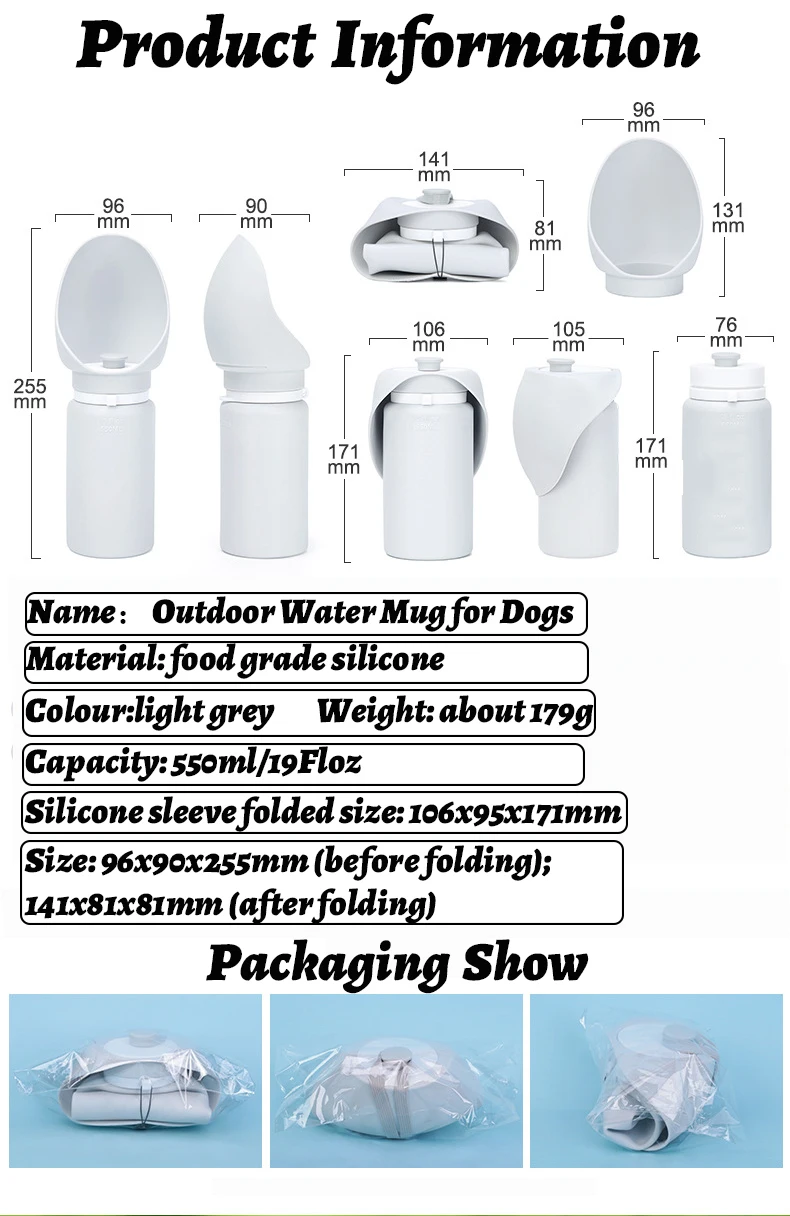 Product Information
96
mm
141
mm
96
mm
90
mm
81
mm
131
mm
106
mm
105
mm
76
mm
255
mm
171
mm
171
mm
Name： Outdoor Water Mug for Dogs
Material: food grade silicone
Colour:light grey Weight: about 179g
Capacity: 550ml/19Floz
Silicone sleeve folded size: 106x95x171mm
Size: 96x90x255mm (before folding);
141x81x81mm (after folding)
Packaging Show